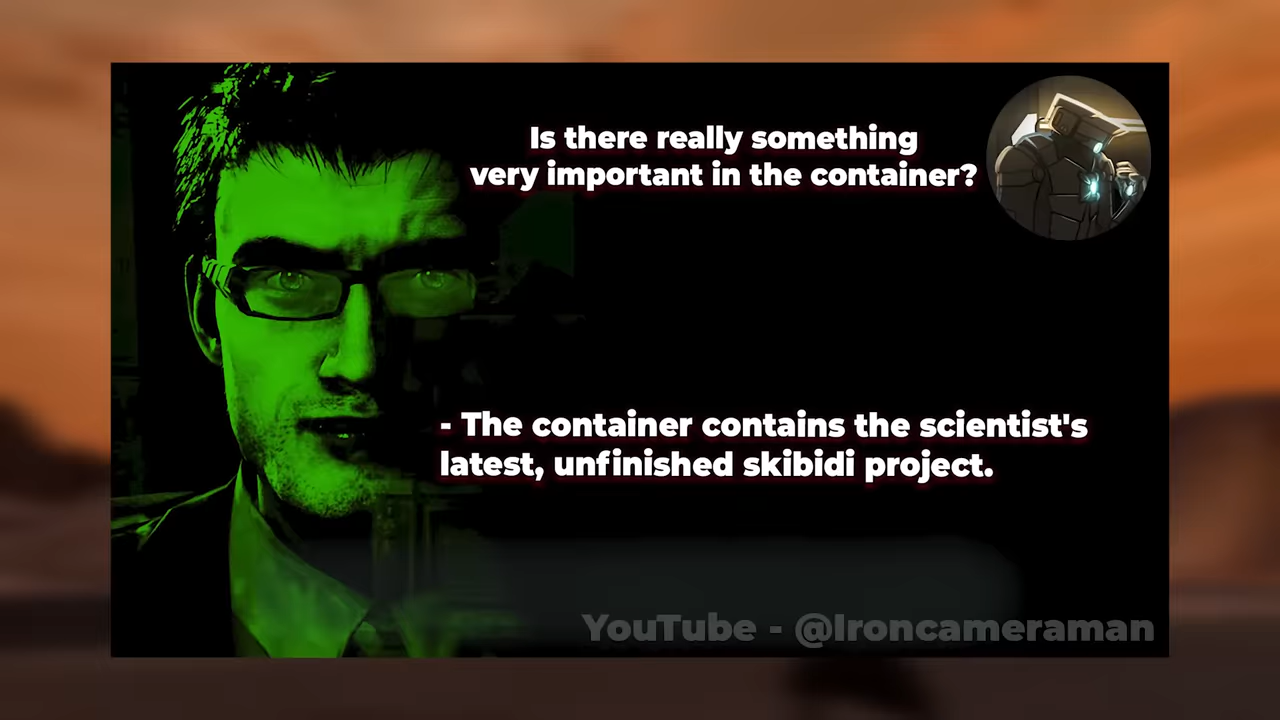 Is there really something
very important in the container?
- The container contains the scientist's
latest, unfinished skibidi project.
YouTube - @Ironcameraman